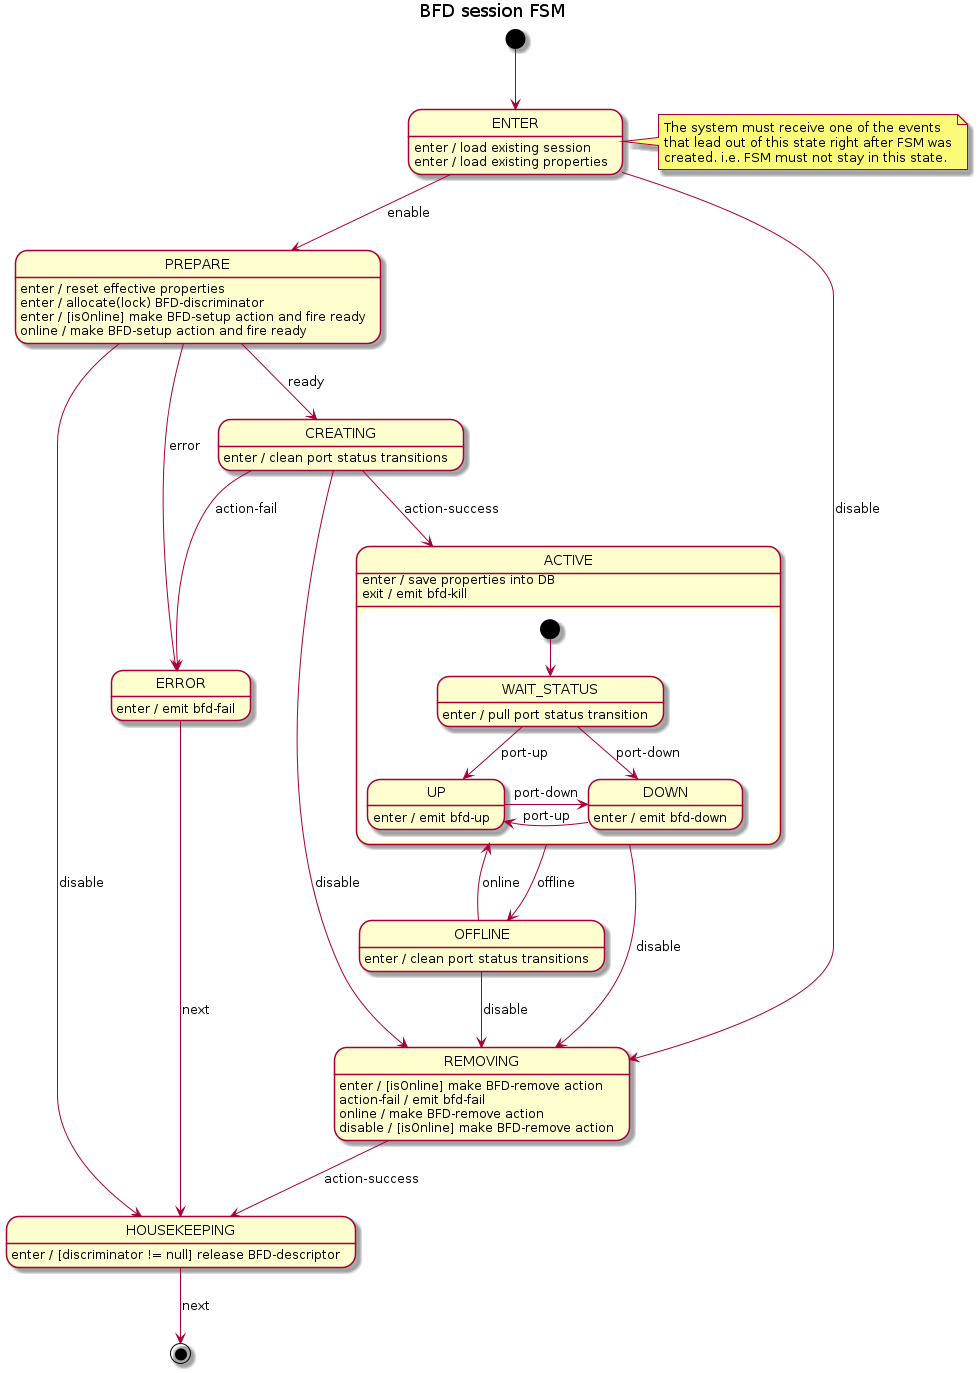 BFD session FSM
ENTER
enter / load existing session
enter / load existing properties
The system must receive one of the events
that lead out of this state right after FSM was
created. i.e. FSM must not stay in this state.
enable
PREPARE
enter / reset effective properties
enter / allocate(lock) BFD-discriminator
enter / [isOnline] make BFD-setup action and fire ready
online / make BFD-setup action and fire ready
ready
error
CREATING
enter / clean port status transitions
action-fail
action-success
disable
ACTIVE
enter / save properties into DB
exit / emit bfd-kill
WAIT_STATUS
enter / pull port status transition
port-up
port-down
UP
enter / emit bfd-up
port-down
port-up
DOWN
enter / emit bfd-down
ERROR
enter / emit bfd-fail
disable
disable
online
offline
OFFLINE
enter / clean port status transitions
disable
next
disable
REMOVING
enter / [isOnline] make BFD-remove action
action-fail / emit bfd-fail
online / make BFD-remove action
disable / [isOnline] make BFD-remove action
action-success
HOUSEKEEPING
enter / [discriminator != null] release BFD-descriptor
next